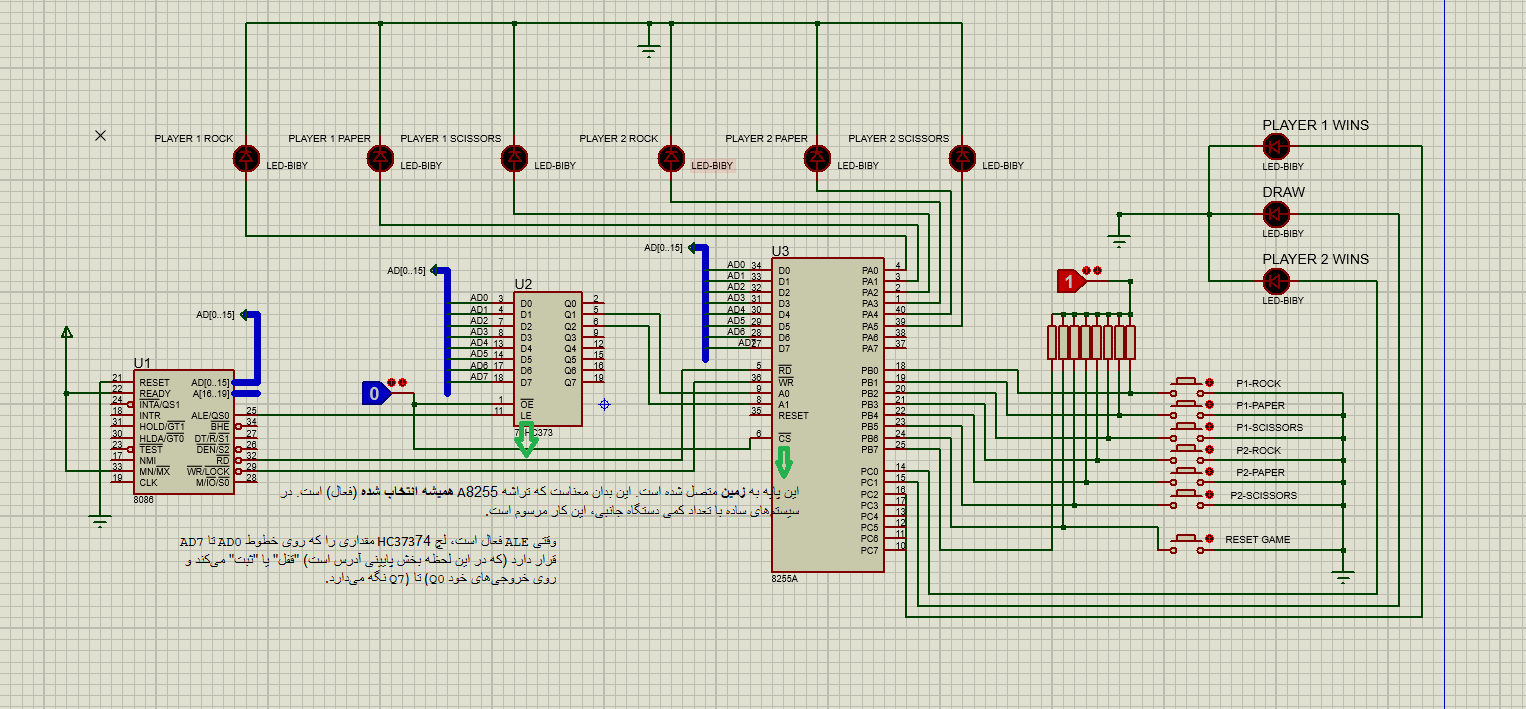 PLAYER 1 WINS
PLAYER 1 ROCK
PLAYER 1 PAPER
PLAYER 1 SCISSORS
PLAYER 2 ROCK
PLAYER 2 PAPER
PLAYER 2 SCISSORS
LED-BIBY
LED-BIBY
LED-BIBY
LED-BIBY
LED-BIBY
LED-BIBY
LED-BIBY
DRAW
LED-BIBY
PLAYER 2 WINS
LED-BIBY
1
AD[0..15]
U1
21 RESET
22 READY
24 INTA/QS1
18 INTR
31 HOLD/GT1
30 HLDA/GT0
23 TEST
17 NMI
33 MN/MX
19 CLK
AD[0..15]
A[16..19]
ALE/QS0 25
BHE 34
DT/R/S1 27
DEN/S2 26
RD 32
WR/LOCK 29
M/IO/S0 28
8086
AD[0..15]
0
U2
AD0 3 D0 Q0 2
AD1 4 D1 Q1 5
AD2 7 D2 Q2 6
AD3 8 D3 Q3 9
AD4 13 D4 Q4 12
AD5 14 D5 Q5 15
AD6 17 D6 Q6 16
AD7 18 D7 Q7 19
1 OE
11 LE
AD[0..15]
U3
AD0 34 D0 PA0 4
AD1 33 D1 PA1 3
AD2 32 D2 PA2 2
AD3 31 D3 PA3 1
AD4 30 D4 PA4 40
AD5 29 D5 PA5 39
AD6 28 D6 PA6 38
27 D7 PA7 37
5 RD PB0 18
36 WR PB1 19
9 A0 PB2 20
8 A1 PB3 21
35 RESET PB4 22
PB5 23
6 CS PB6 24
PB7 25
PC0 14
PC1 15
PC2 16
PC3 17
PC4 13
PC5 12
PC6 11
PC7 10
8255A
P1-ROCK
P1-PAPER
P1-SCISSORS
P2-ROCK
P2-PAPER
P2-SCISSORS
RESET GAME
این پایه به زمین متصل شده است. این بدان معناست که تراشه 8255A همیشه انتخاب شده (فعال) است. در
سیستم‌های ساده با تعداد کمی دستگاه جانبی، این کار مرسوم است.
وقتی ALE فعال است، لچ HC37374 مقداری را که روی خطوط AD0 تا AD7
قرار دارد (که در این لحظه بخش پایینی آدرس است) "قفل" یا "ثبت" می‌کند و
روی خروجی‌های خود (Q0 تا Q7) نگه می‌دارد.